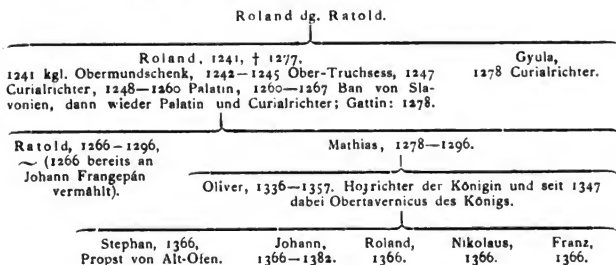 Roland dg. Ratold.
Roland, 1241, † 1277,
1241 kgl. Obermundschenk, 1242—1245 Ober-Truchsess, 1247
Curialrichter, 1248—1260 Palatin, 1260—1267 Ban von Sla-
vonien, dann wieder Palatin und Curialrichter; Gattin: 1278.
Gyula,
1278 Curialrichter.
Ratold, 1266—1296,
~ (1266 bereits an
Johann Frangepán
vermählt).
Mathias, 1278—1296.
Oliver, 1336—1357. Hofrichter der Königin und seit 1347
dabei Obertavernicus des Königs.
Stephan, 1366,
Propst von Alt-Ofen.
Johann,
1366—1382.
Roland,
1366.
Nikolaus,
1366.
Franz,
1366.